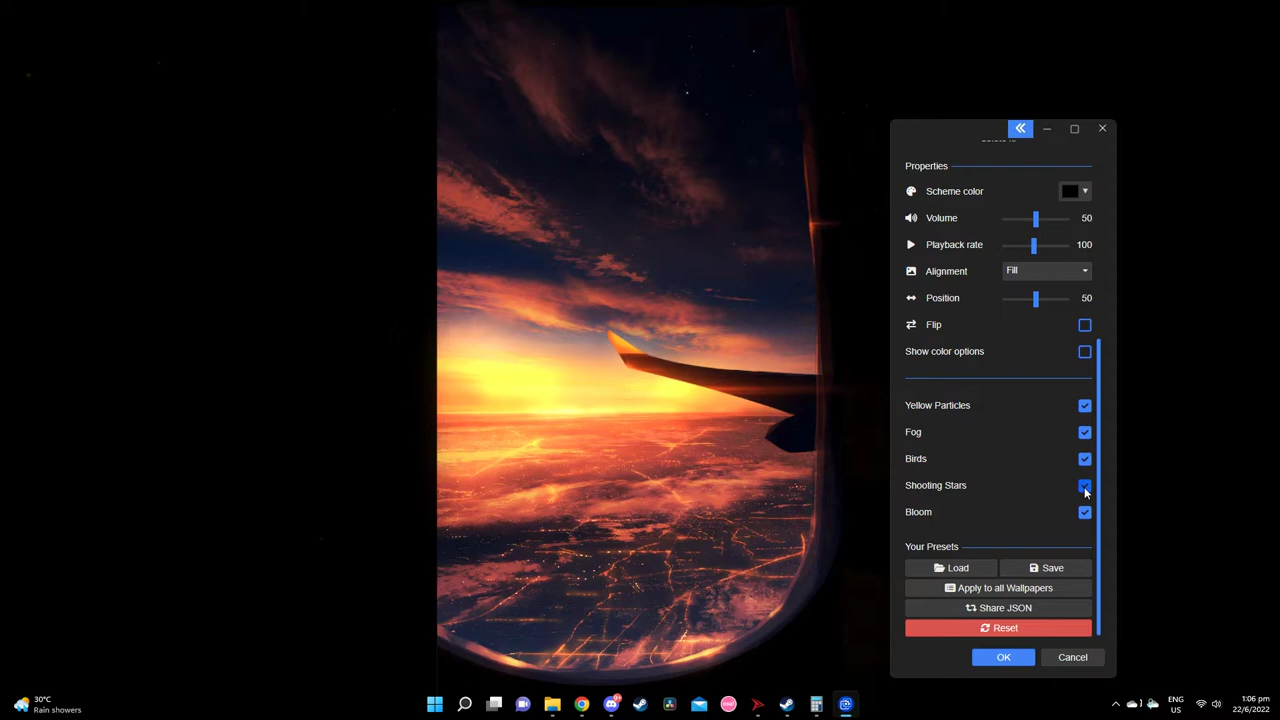 Properties
Scheme color
Volume 50
Playback rate 100
Alignment Fill
Position 50
Flip
Show color options
Yellow Particles
Fog
Birds
Shooting Stars
Bloom
Your Presets
Load Save
Apply to all Wallpapers
Share JSON
Reset
OK Cancel
30°C
Rain showers
9+
osu!
ENG
US
1:06 pm
22/6/2022